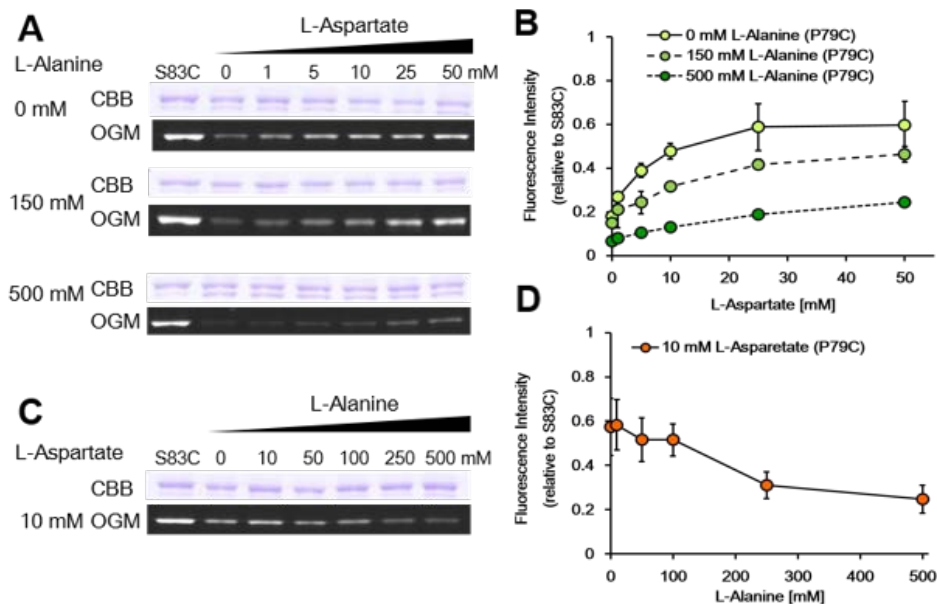 A
L-Aspartate
L-Alanine
S83C 0 1 5 10 25 50 mM
0 mM
CBB
OGM
150 mM
CBB
OGM
500 mM
CBB
OGM
B
Fluorescence Intensity
(relative to S83C)
1
0.8
0.6
0.4
0.2
0
0 mM L-Alanine (P79C)
150 mM L-Alanine (P79C)
500 mM L-Alanine (P79C)
0 10 20 30 40 50
L-Aspartate [mM]
C
L-Alanine
L-Aspartate
S83C 0 10 50 100 250 500 mM
CBB
10 mM OGM
D
Fluorescence Intensity
(relative to S83C)
1
0.8
0.6
0.4
0.2
0
10 mM L-Asparetate (P79C)
0 100 200 300 400 500
L-Alanine [mM]